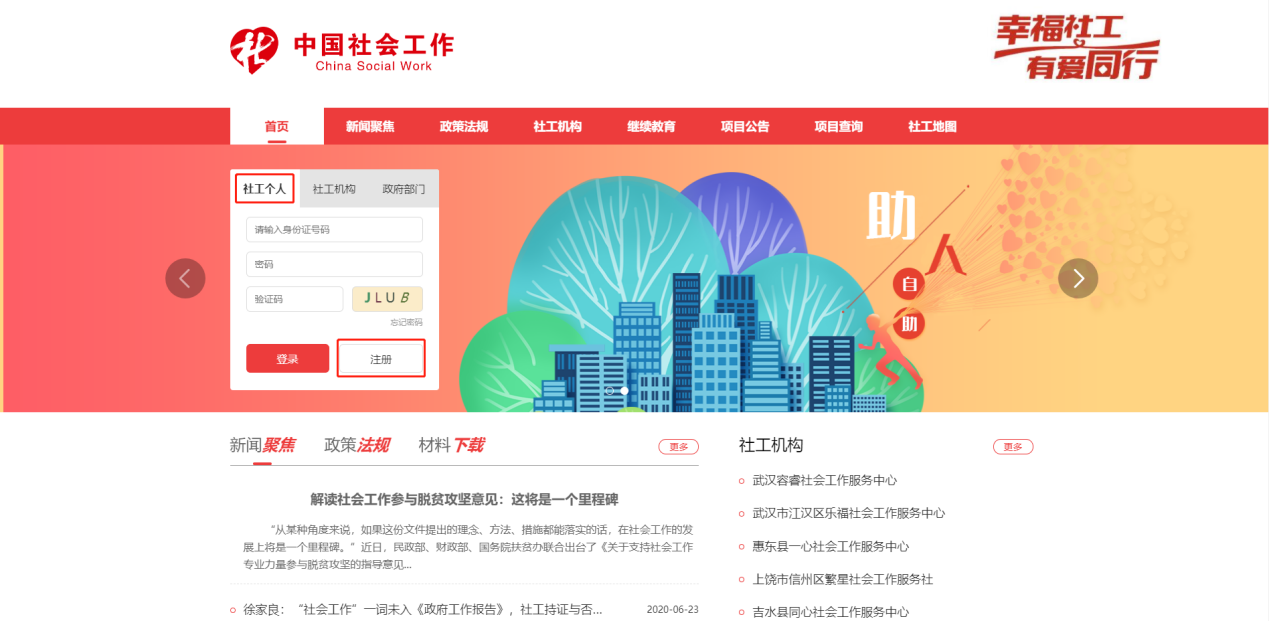 中国社会工作
China Social Work
幸福社工
有爱同行
首页 新闻聚焦 政策法规 社工机构 继续教育 项目公告 项目查询 社工地图
社工个人 社工机构 政府部门
请输入身份证号码
密码
验证码 JLUB
忘记密码
登录 注册
助
人
自
助
新闻聚焦 政策法规 材料下载 更多
解读社会工作参与脱贫攻坚意见：这将是一个里程碑
“从某种角度来说，如果这份文件提出的理念、方法、措施都能落实的话，在社会工作的发
展上将是一个里程碑。”近日，民政部、财政部、国务院扶贫办联合出台了《关于支持社会工作
专业力量参与脱贫攻坚的指导意见...
徐家良：“社会工作”一词未入《政府工作报告》，社工持证与否... 2020-06-23
社工机构 更多
武汉容睿社会工作服务中心
武汉市江汉区乐福社会工作服务中心
惠东县一心社会工作服务中心
上饶市信州区繁星社会工作服务社
吉水县同心社会工作服务中心